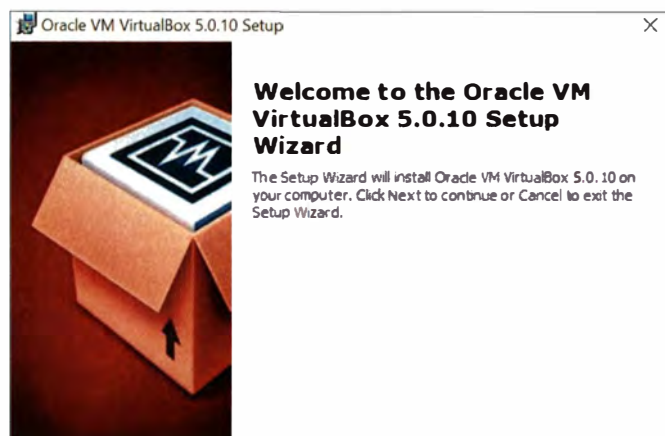 Oracle VM VirtualBox 5.0.10 Setup
Welcome to the Oracle VM
VirtualBox 5.0.10 Setup
Wizard
The Setup Wizard will install Oracle VM VirtualBox 5.0.10 on
your computer. Click Next to continue or Cancel to exit the
Setup Wizard.